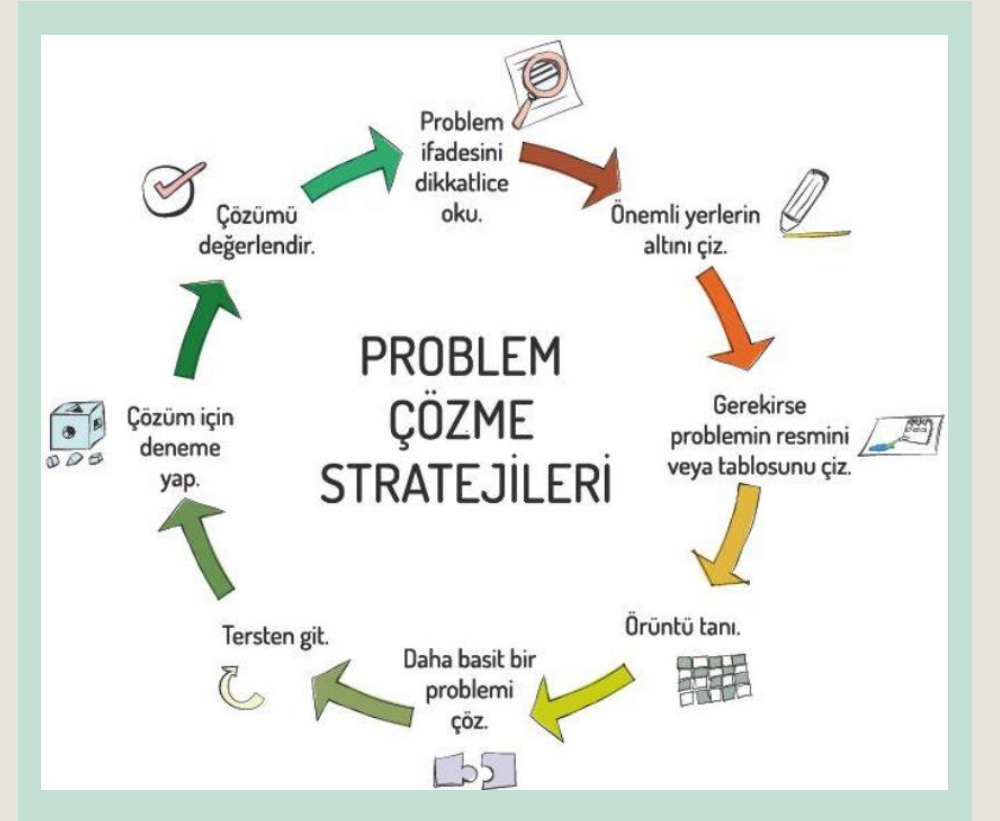 PROBLEM
ÇÖZME
STRATEJİLERİ
Problem
ifadesini
dikkatlice
oku.
Önemli yerlerin
altını çiz.
Gerekirse
problemin resmini
veya tablosunu çiz.
Örüntü tanı.
Daha basit bir
problemi
çöz.
Tersten git.
Çözüm için
deneme
yap.
Çözümü
değerlendir.